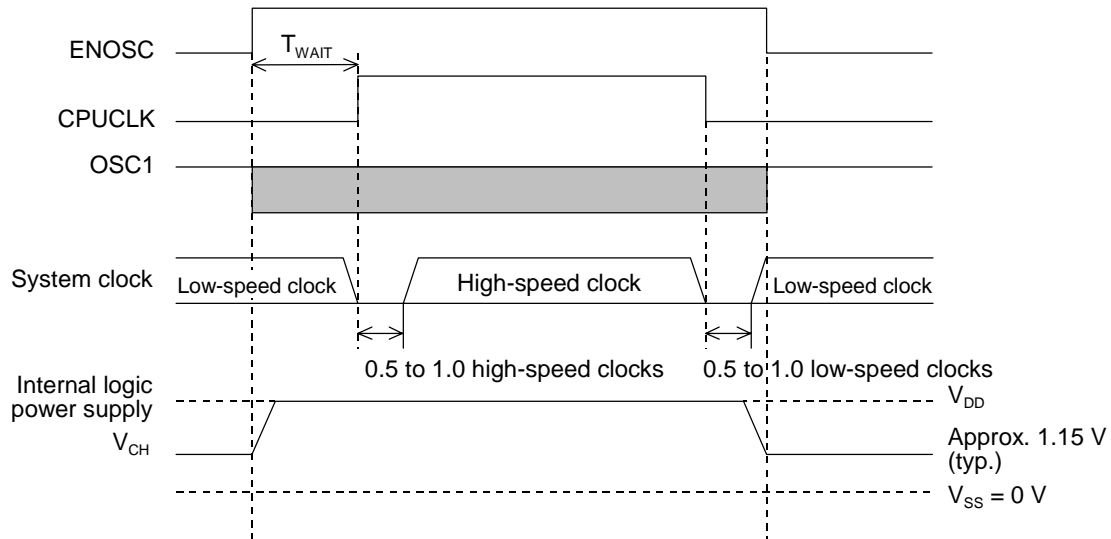 ENOSC
T_WAIT
CPUCLK
OSC1
System clock
Low-speed clock
High-speed clock
Low-speed clock
0.5 to 1.0 high-speed clocks
0.5 to 1.0 low-speed clocks
Internal logic
power supply
V_DD
V_CH
Approx. 1.15 V
(typ.)
V_SS = 0 V